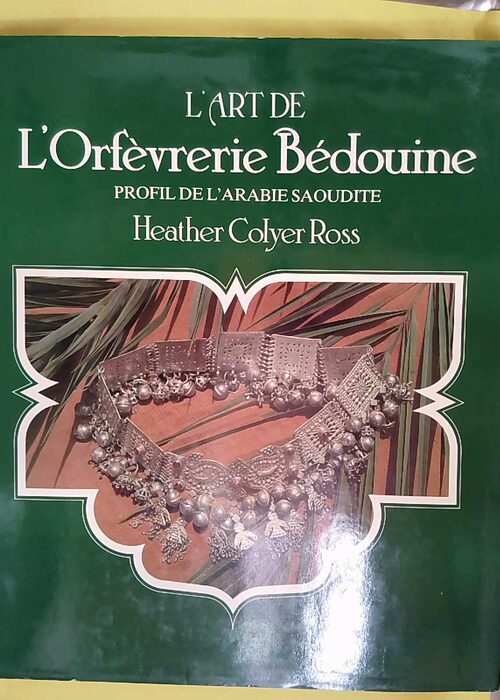 L'ART DE
L'Orfèvrerie Bédouine
PROFIL DE L'ARABIE SAOUDITE
Heather Colyer Ross